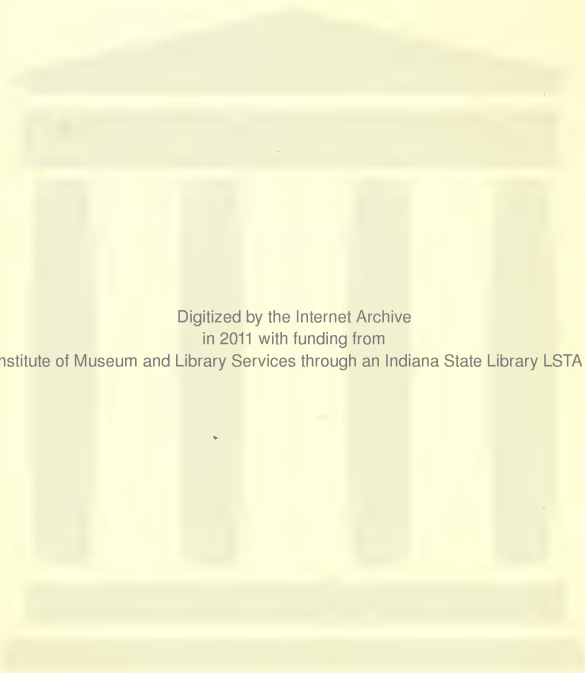 Digitized by the Internet Archive
in 2011 with funding from
nstitute of Museum and Library Services through an Indiana State Library LSTA